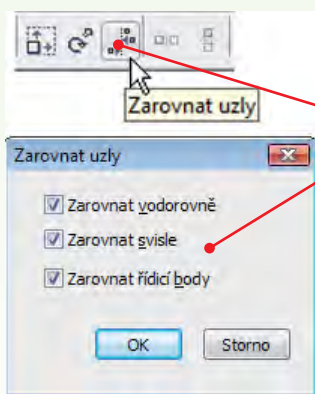 Zarovnat uzly
Zarovnat uzly
Zarovnat vodorovně
Zarovnat svisle
Zarovnat řídicí body
OK
Storno